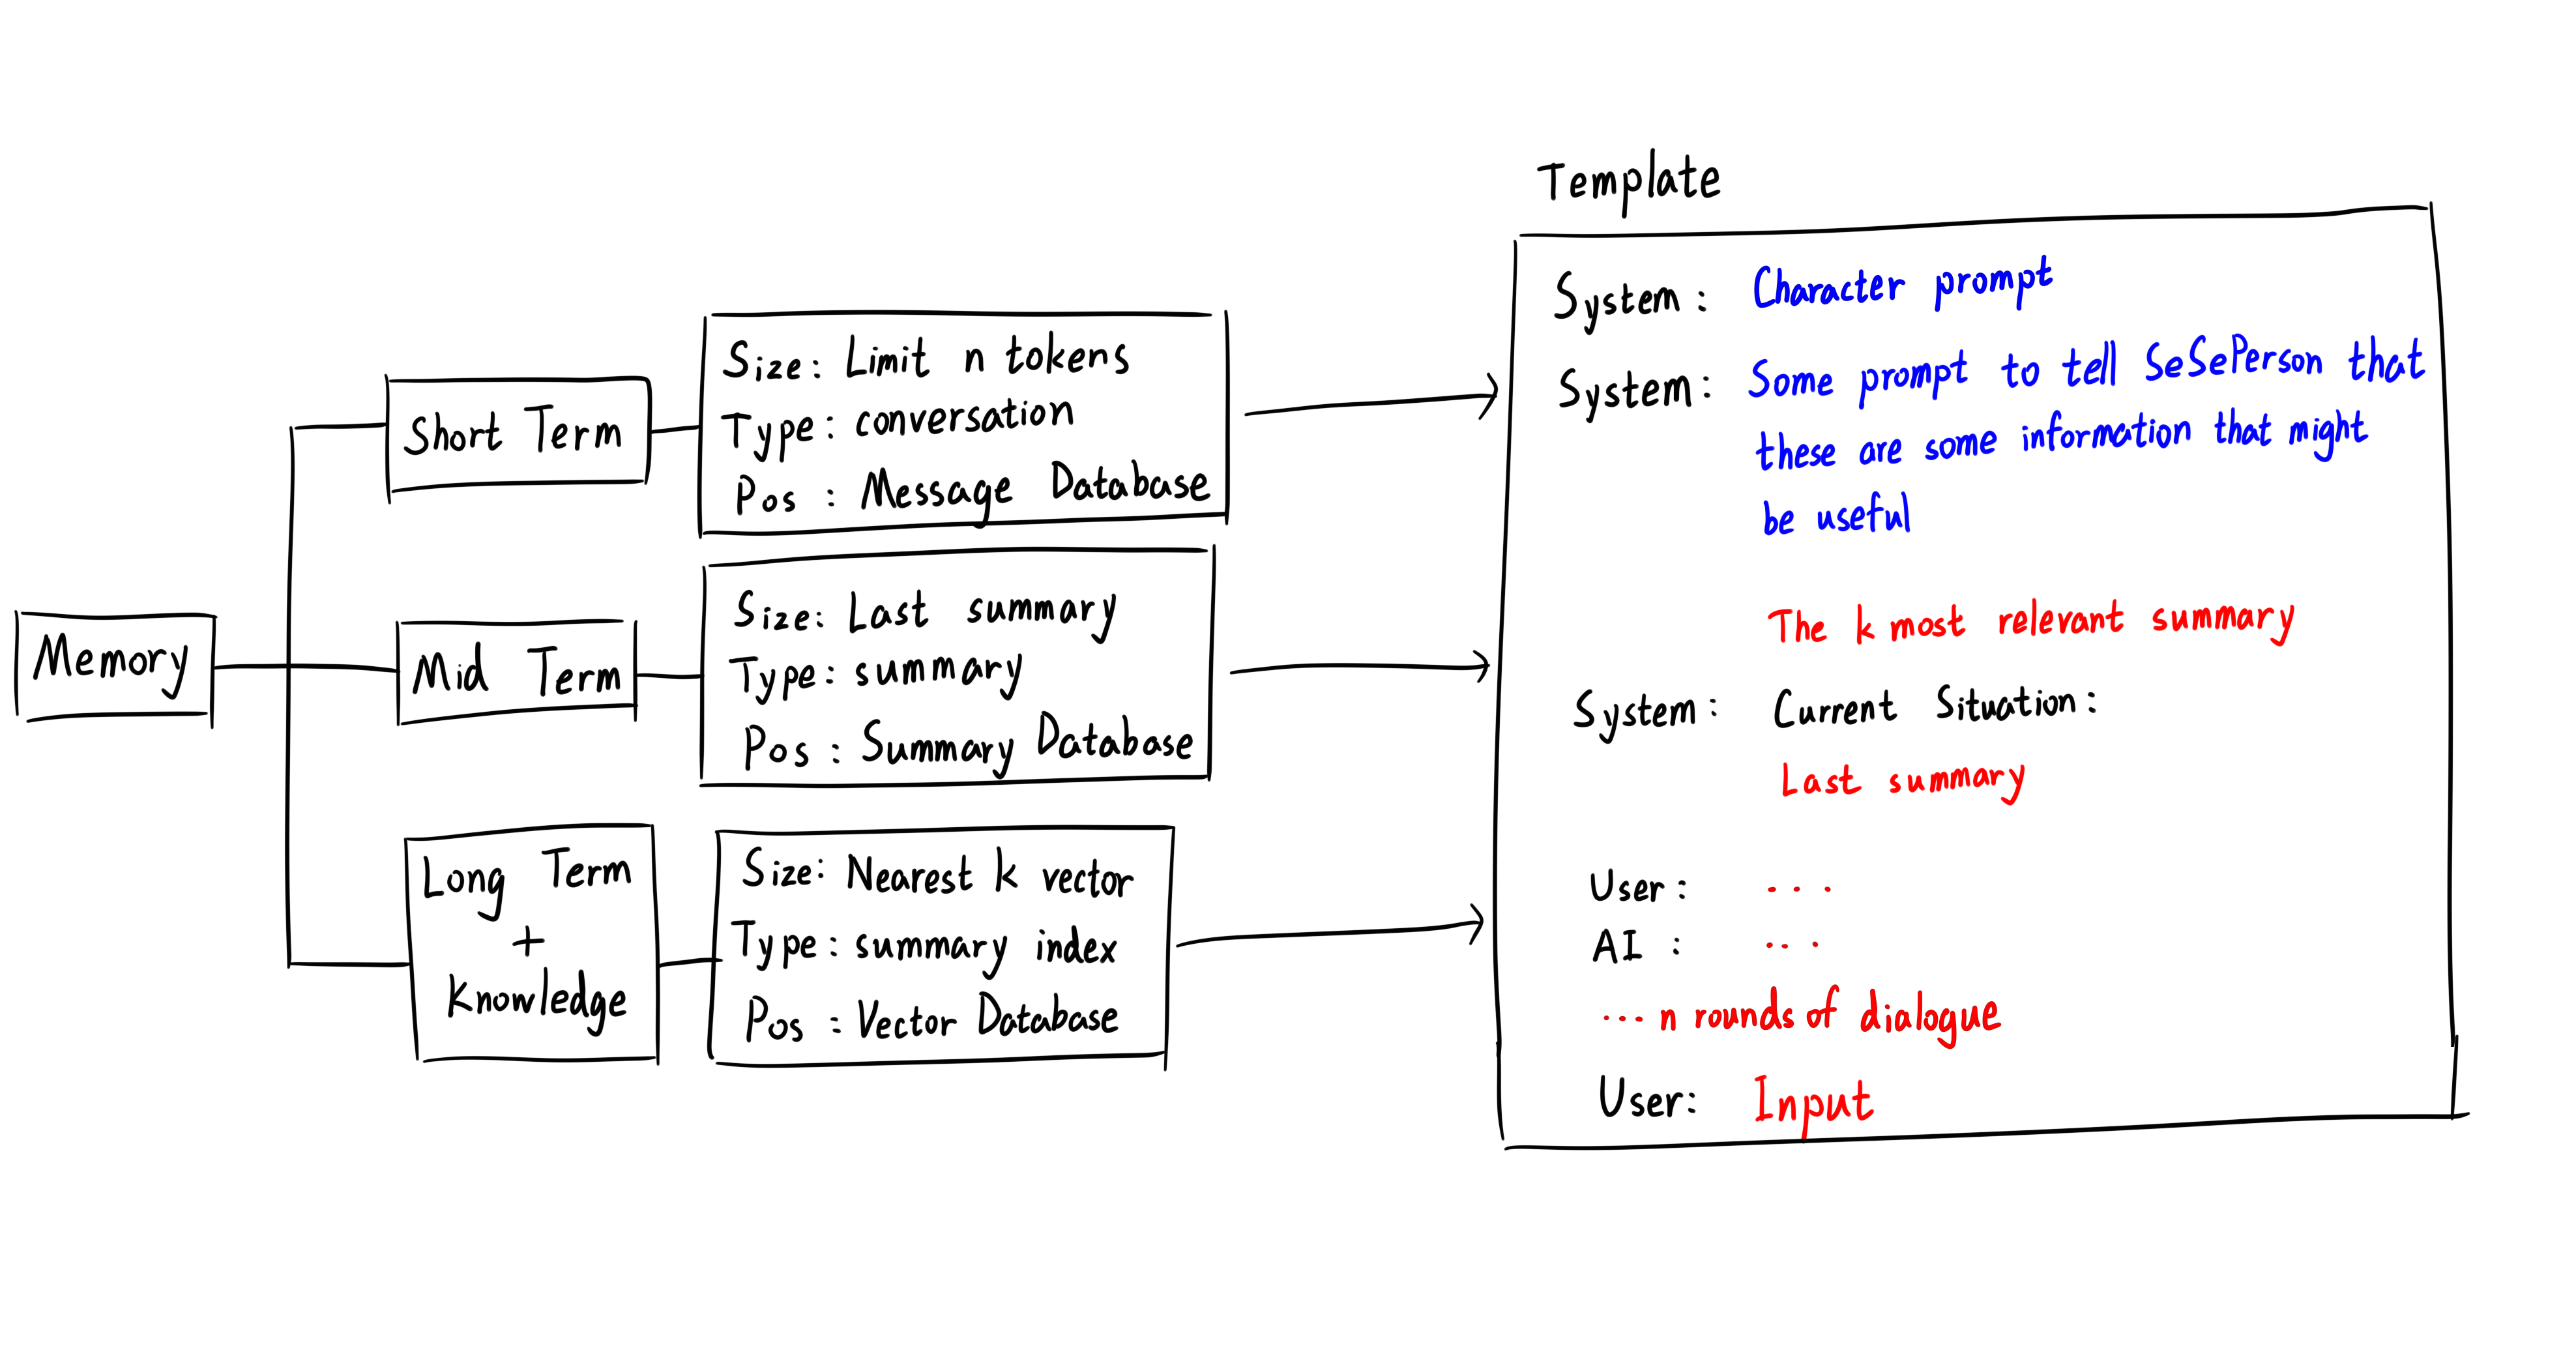 Memory
Short Term
Size: Limit n tokens
Type: conversation
Pos : Message Database
Mid Term
Size: Last summary
Type: summary
Pos : Summary Database
Long Term
+
Knowledge
Size: Nearest k vector
Type: summary index
Pos : Vector Database
Template
System: Character prompt
System: Some prompt to tell SeSePerson that
these are some information that might
be useful
The k most relevant summary
System: Current Situation:
Last summary
User: ...
AI : ...
... n rounds of dialogue
User: Input